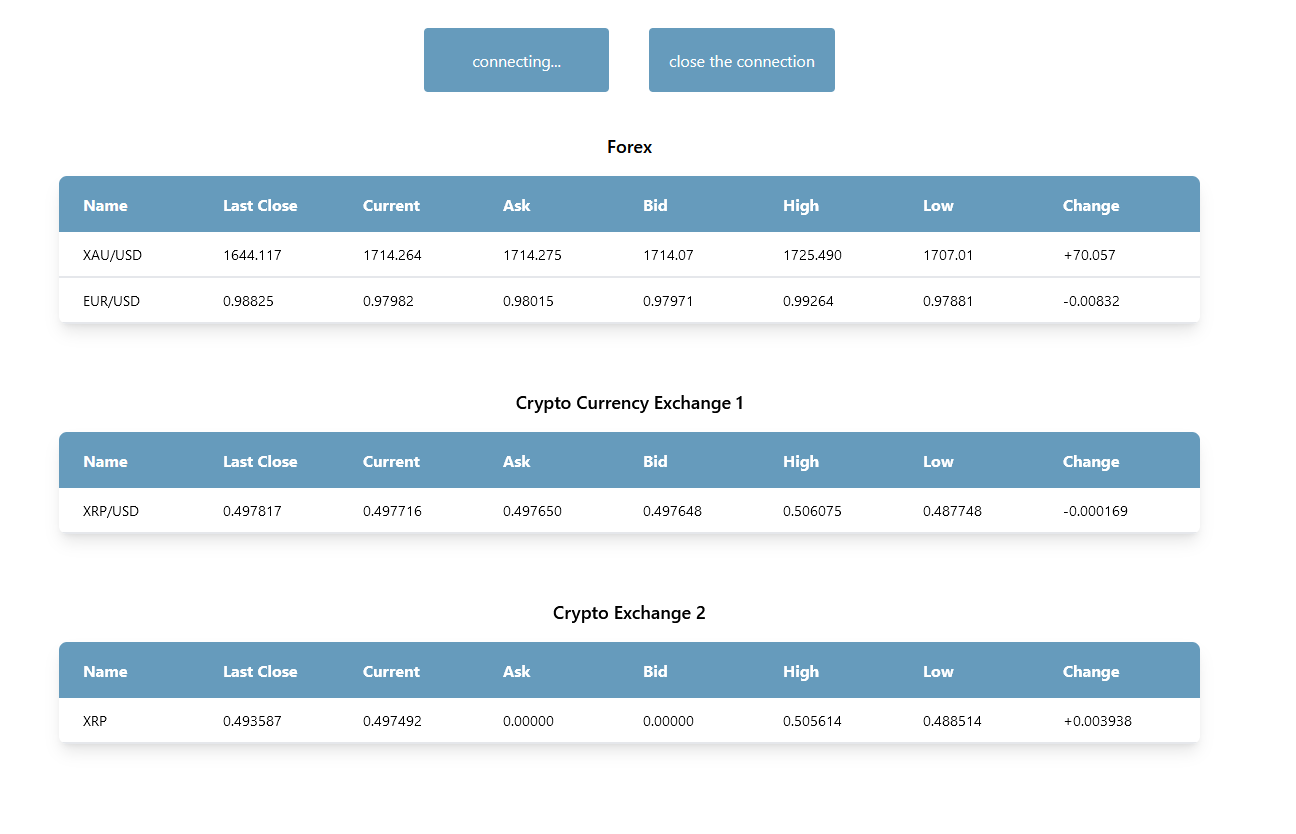 connecting... close the connection
Forex
Name Last Close Current Ask Bid High Low Change
XAU/USD 1644.117 1714.264 1714.275 1714.07 1725.490 1707.01 +70.057
EUR/USD 0.98825 0.97982 0.98015 0.97971 0.99264 0.97881 -0.00832
Crypto Currency Exchange 1
Name Last Close Current Ask Bid High Low Change
XRP/USD 0.497817 0.497716 0.497650 0.497648 0.506075 0.487748 -0.000169
Crypto Exchange 2
Name Last Close Current Ask Bid High Low Change
XRP 0.493587 0.497492 0.00000 0.00000 0.505614 0.488514 +0.003938